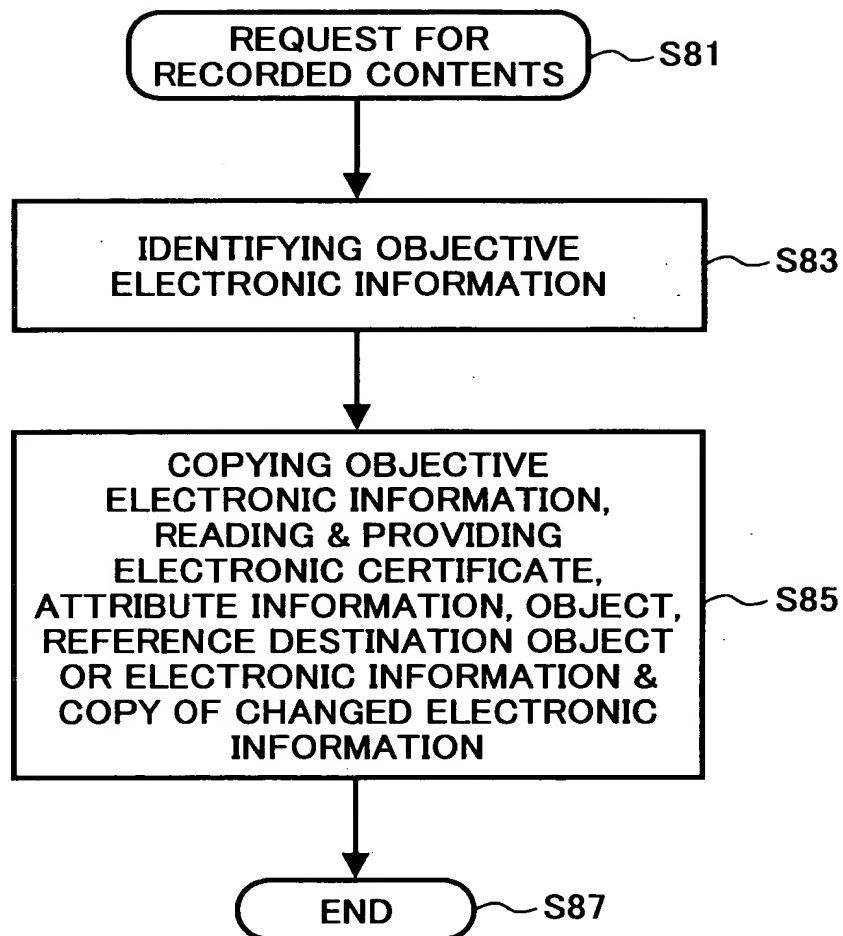 REQUEST FOR
RECORDED CONTENTS
S81
IDENTIFYING OBJECTIVE
ELECTRONIC INFORMATION
S83
COPYING OBJECTIVE
ELECTRONIC INFORMATION,
READING & PROVIDING
ELECTRONIC CERTIFICATE,
ATTRIBUTE INFORMATION, OBJECT,
REFERENCE DESTINATION OBJECT
OR ELECTRONIC INFORMATION &
COPY OF CHANGED ELECTRONIC
INFORMATION
S85
END
S87